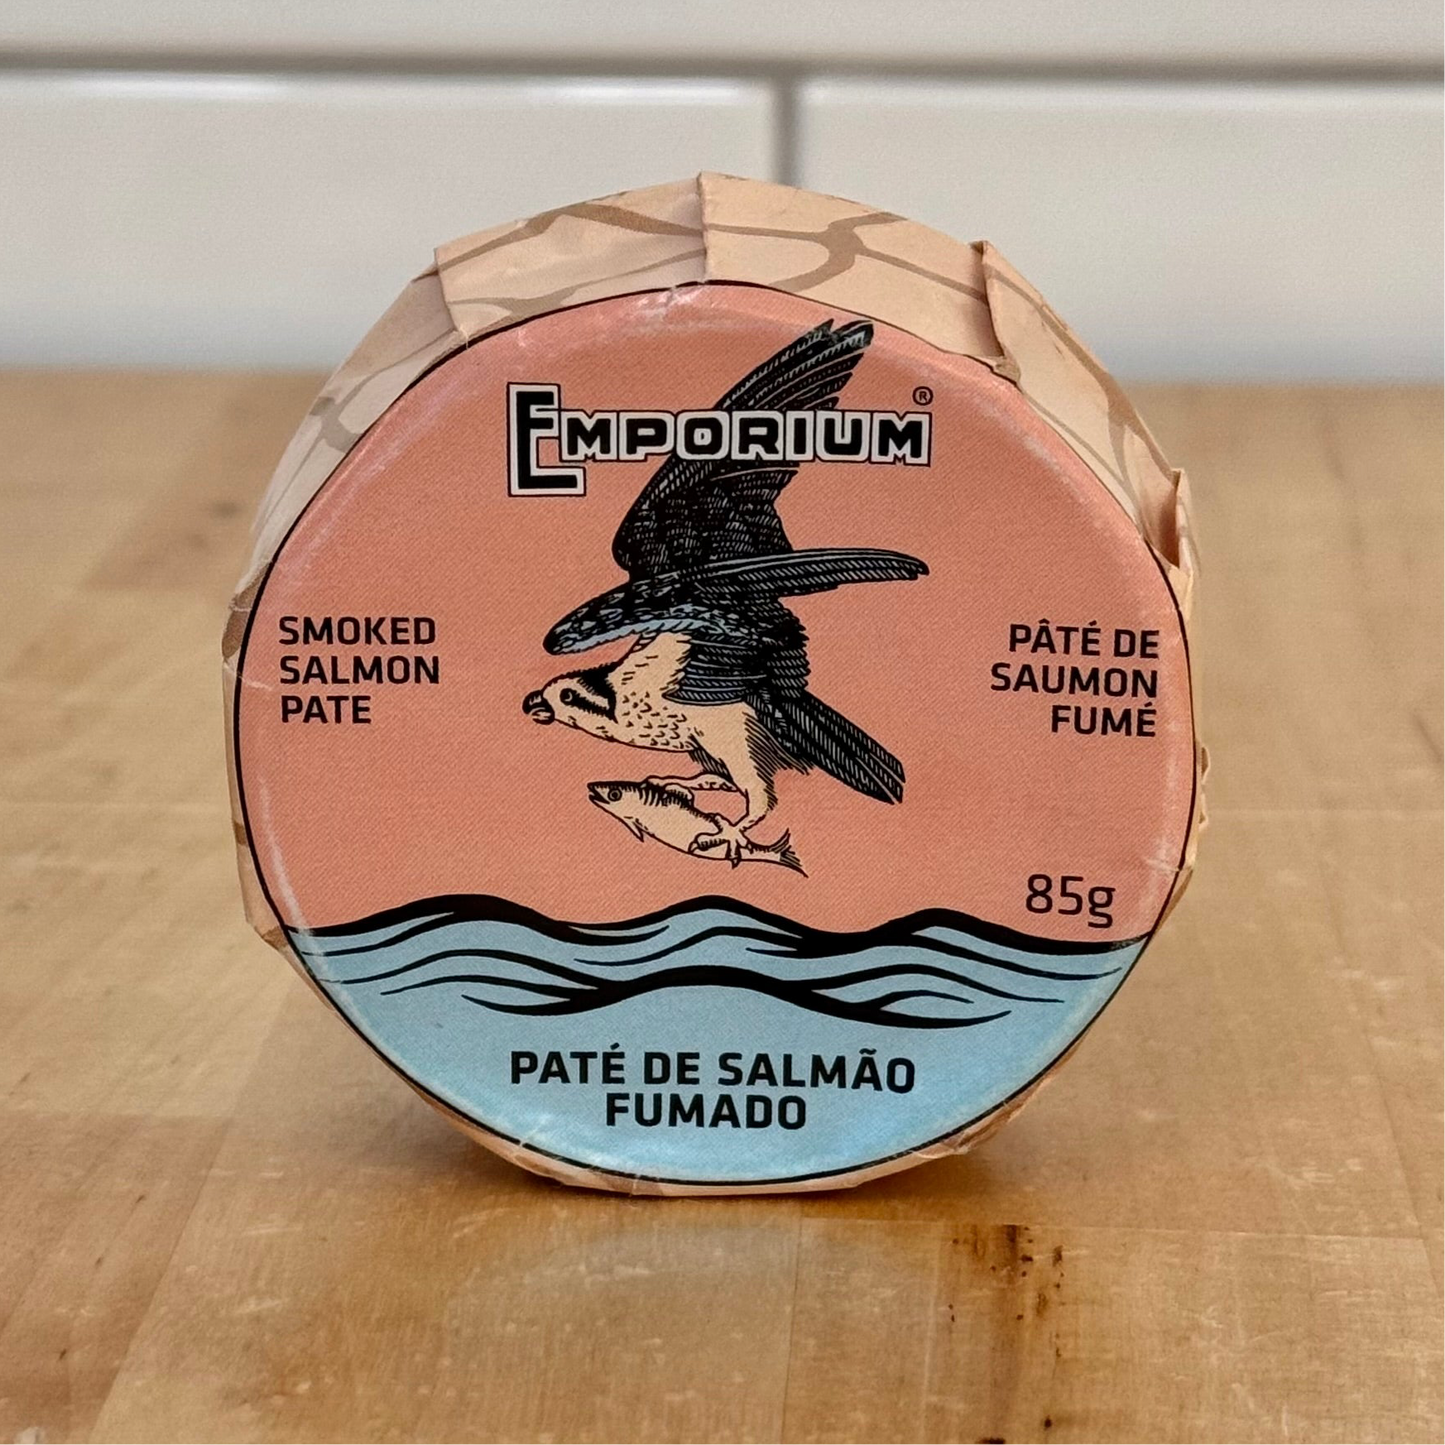 EMPORIUM®
SMOKED
SALMON
PATE
PÂTÉ DE
SAUMON
FUMÉ
85g
PATÉ DE SALMÃO
FUMADO